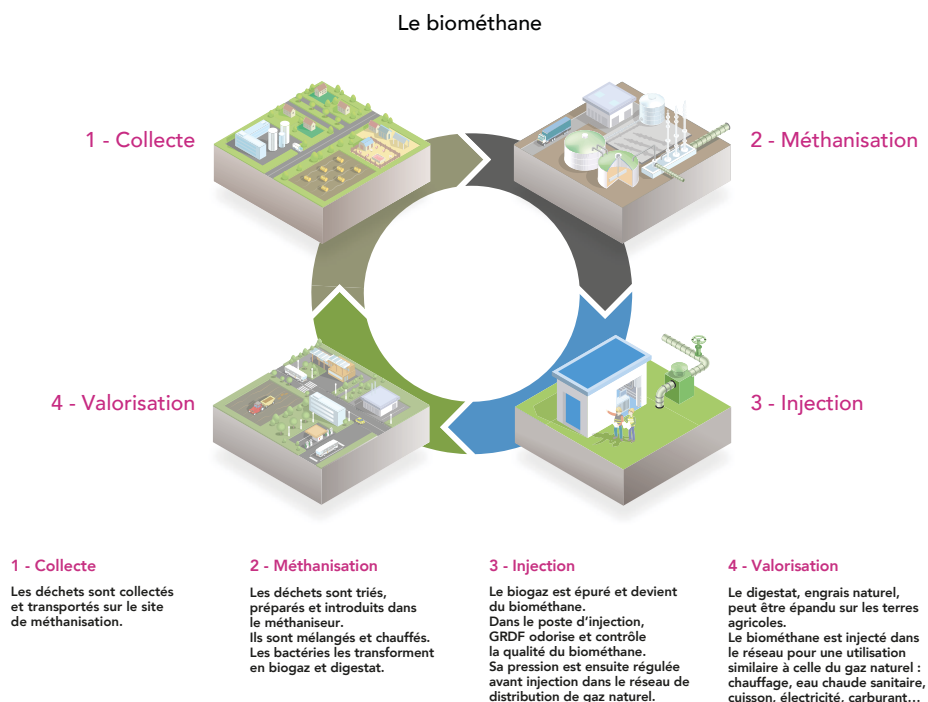 Le biométhane
1 - Collecte
2 - Méthanisation
4 - Valorisation
3 - Injection
1 - Collecte
Les déchets sont collectés
et transportés sur le site
de méthanisation.
2 - Méthanisation
Les déchets sont triés,
préparés et introduits dans
le méthaniseur.
Ils sont mélangés et chauffés.
Les bactéries les transforment
en biogaz et digestat.
3 - Injection
Le biogaz est épuré et devient
du biométhane.
Dans le poste d'injection,
GRDF odorise et contrôle
la qualité du biométhane.
Sa pression est ensuite régulée
avant injection dans le réseau de
distribution de gaz naturel.
4 - Valorisation
Le digestat, engrais naturel,
peut être épandu sur les terres
agricoles.
Le biométhane est injecté dans
le réseau pour une utilisation
similaire à celle du gaz naturel :
chauffage, eau chaude sanitaire,
cuisson, électricité, carburant…